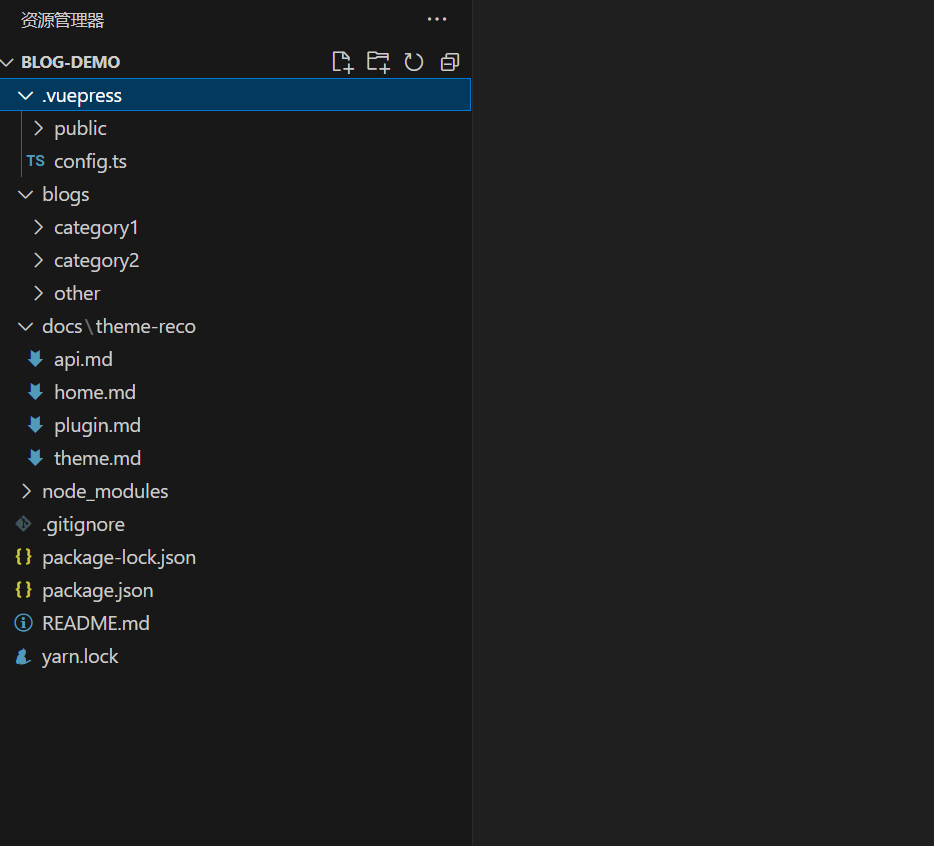 资源管理器
BLOG-DEMO
.vuepress
public
TS config.ts
blogs
category1
category2
other
docs\theme-reco
api.md
home.md
plugin.md
theme.md
node_modules
.gitignore
{} package-lock.json
{} package.json
README.md
yarn.lock